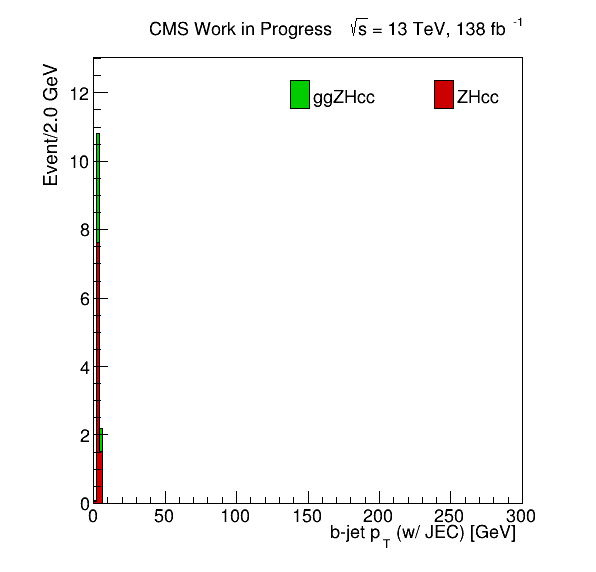 CMS Work in Progress √s = 13 TeV, 138 fb -1
Event/2.0 GeV
ggZHcc ZHcc
12
10
8
6
4
2
0
0 50 100 150 200 250 300
b-jet pT (w/ JEC) [GeV]